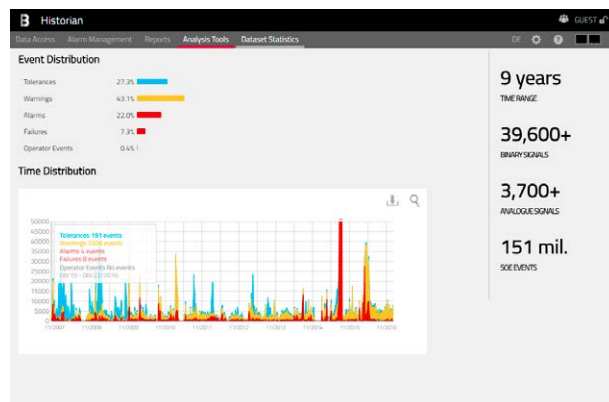 B Historian
GUEST
Data Access Alarm Management Reports Analysis Tools Dataset Statistics
DE
Event Distribution
Tolerances 27.3%
Warnings 43.1%
Alarms 22.0%
Failures 7.3%
Operator Events 0.4%
Time Distribution
50000
45000
40000
35000
30000
25000
20000
15000
10000
5000
0
Tolerances 191 events
Alarms 4 events
Failures 0 events
Operator Events No events
11/2007 11/2008 11/2009 11/2010 11/2011 11/2012 11/2013 11/2014 11/2015 11/2016
9 years
TIME RANGE
39,600+
BINARY SIGNALS
3,700+
ANALOGUE SIGNALS
151 mil.
SOE EVENTS